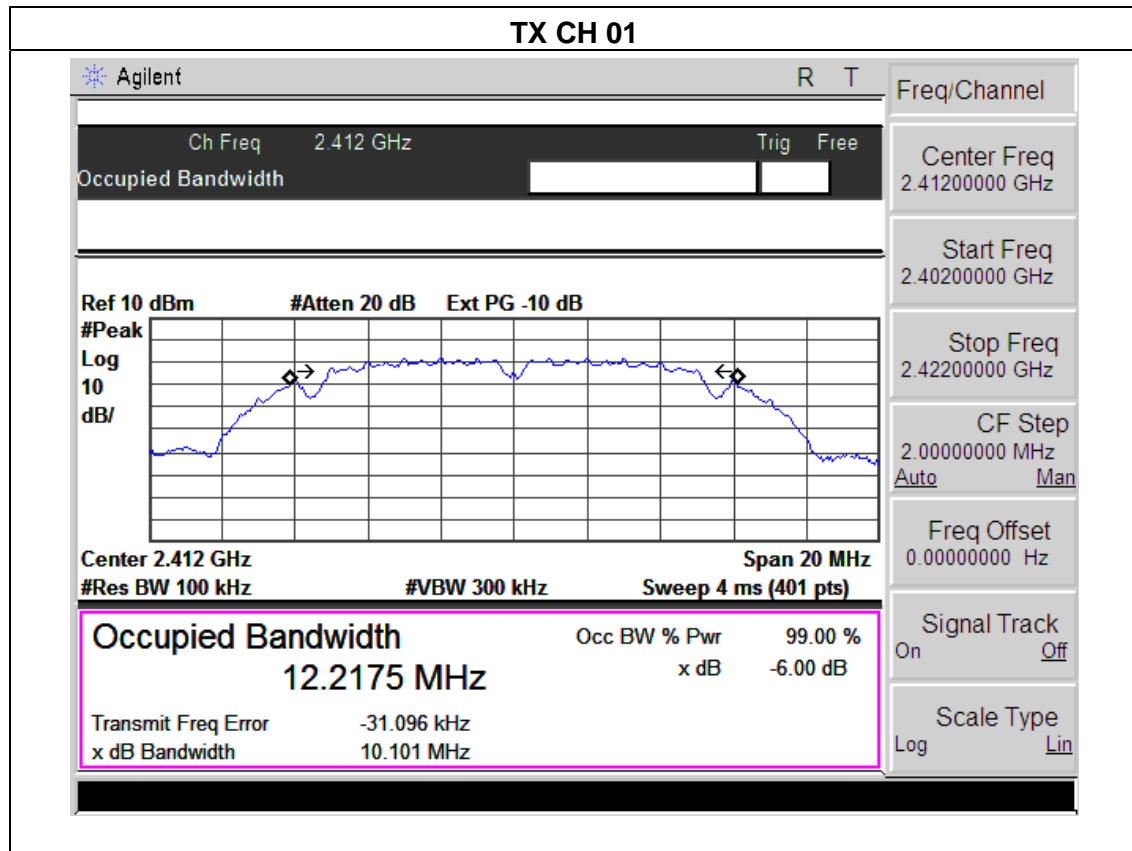 TX CH 01
Agilent R T
Ch Freq 2.412 GHz Trig Free
Occupied Bandwidth
Ref 10 dBm #Atten 20 dB Ext PG -10 dB
#Peak
Log
10
dB/
Center 2.412 GHz Span 20 MHz
#Res BW 100 kHz #VBW 300 kHz Sweep 4 ms (401 pts)
Occupied Bandwidth Occ BW % Pwr 99.00 %
12.2175 MHz x dB -6.00 dB
Transmit Freq Error -31.096 kHz
x dB Bandwidth 10.101 MHz
Freq/Channel
Center Freq
2.41200000 GHz
Start Freq
2.40200000 GHz
Stop Freq
2.42200000 GHz
CF Step
2.00000000 MHz
Auto Man
Freq Offset
0.00000000 Hz
Signal Track
On Off
Scale Type
Log Lin